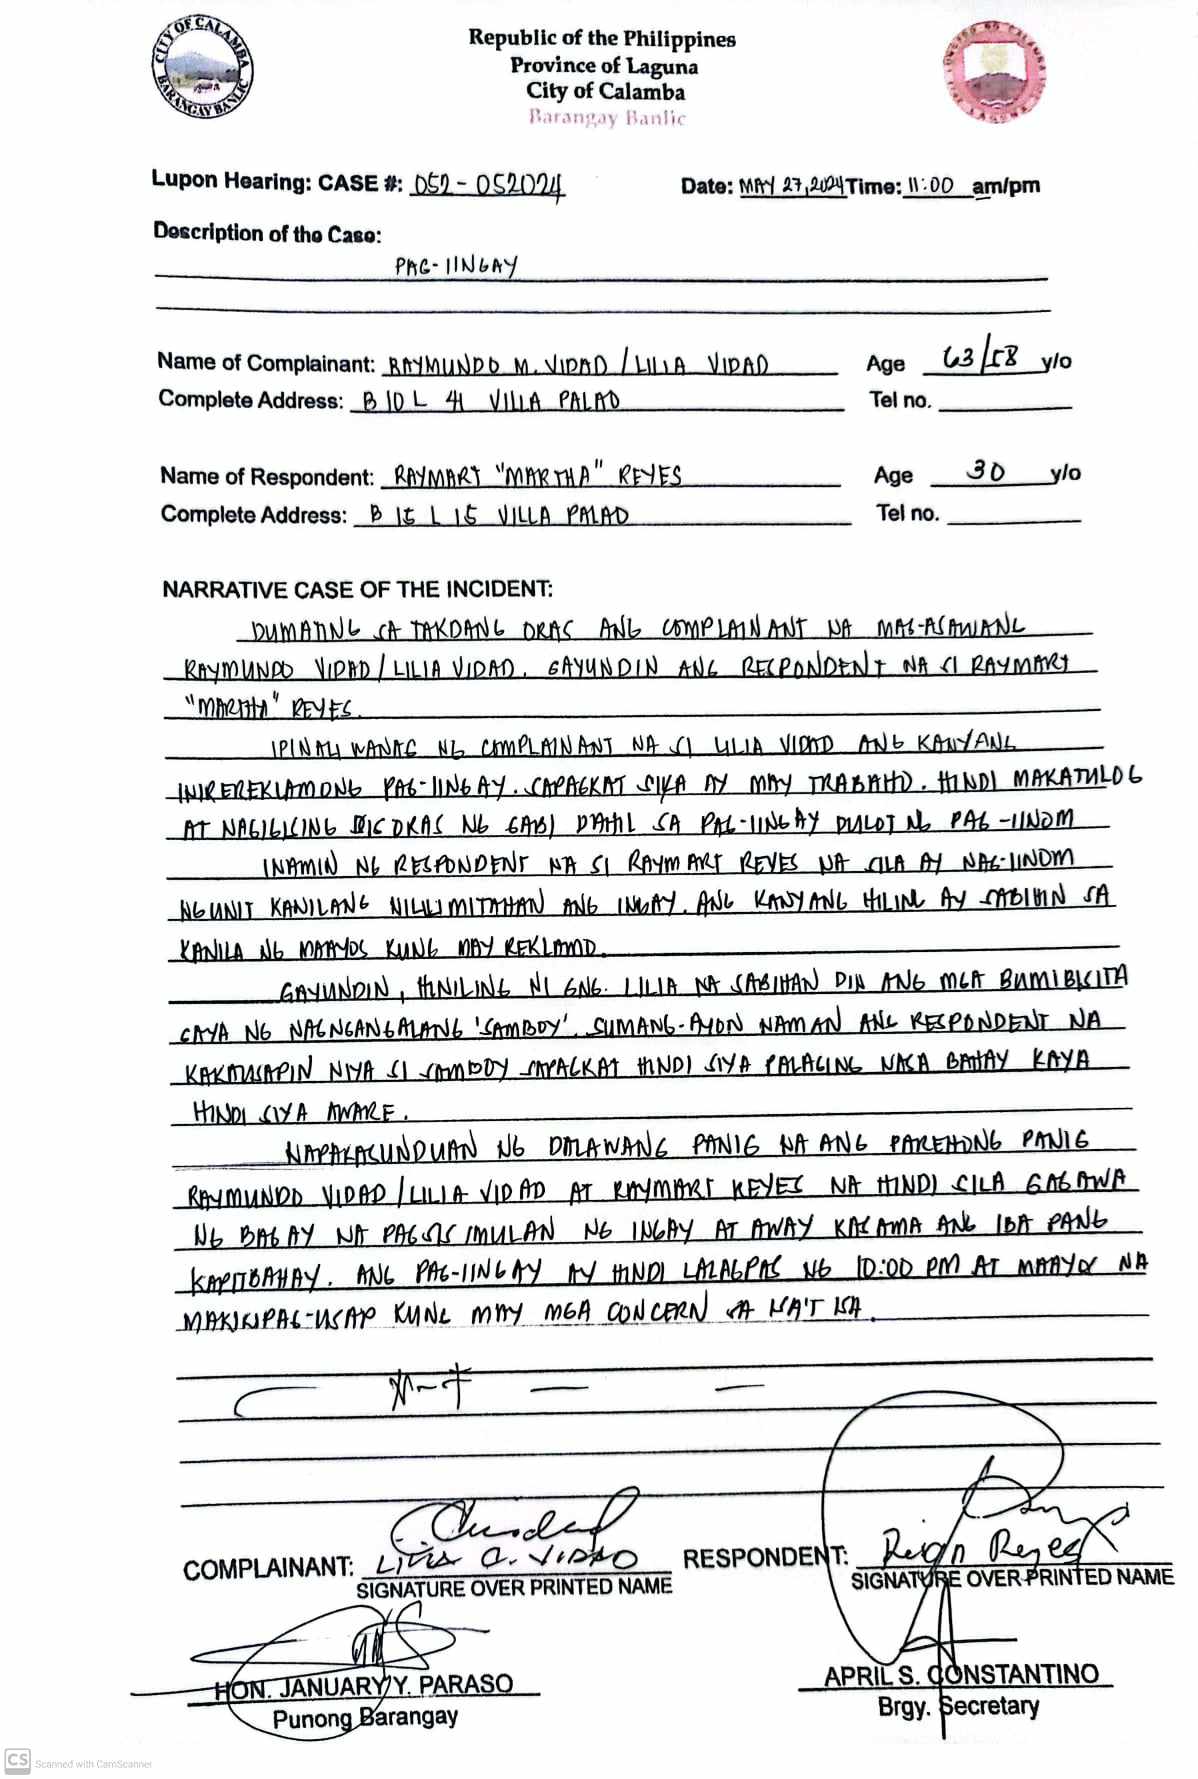 CITY OF CALAMBA
BARANGAY BANLIC
Republic of the Philippines
Province of Laguna
City of Calamba
Barangay Banlic
Lupon Hearing: CASE #: 052-052024 Date: MAY 27, 2024 Time: 11:00 am/pm
Description of the Case:
PAG-IINGAY
Name of Complainant: RAYMUNDO M. VIDAD / LILIA VIDAD Age 63/58 y/o
Complete Address: B 10 L 41 VILLA PALAD Tel no.
Name of Respondent: RAYMART "MARTHA" REYES Age 30 y/o
Complete Address: B 15 L 15 VILLA PALAD Tel no.
NARRATIVE CASE OF THE INCIDENT:
DUMATING SA TAKDANG ORAS ANG COMPLAINANT NA MAG-ASAWANG
RAYMUNDO VIDAD/LILIA VIDAD. GAYUNDIN ANG RESPONDENT NA SI RAYMART
"MARTHA" REYES.
IPINALIWANAG NG COMPLAINANT NA SI LILIA VIDAD ANG KANYANG
INIREREKLAMONG PAG-IINGAY. SAPAGKAT SIYA AY MAY TRABAHO. HINDI MAKATULOG
AT NAGIGISING DIS ORAS NG GABI DAHIL SA PAG-IINGAY DULOT NG PAG-IINOM
INAMIN NG RESPONDENT NA SI RAYMART REYES NA SILA AY NAG-IINOM
NGUNIT KANILANG NILILIMITAHAN ANG INGAY. ANG KANYANG HILING AY SABIHIN SA
KANILA NG MAAYOS KUNG MAY REKLAMO.
GAYUNDIN, HINILING NI GNG. LILIA NA SABIHAN DIN ANG MGA BUMIBISITA
GAYA NG NAGNGANGALANG 'SAMBOY'. SUMANG-AYON NAMAN ANG RESPONDENT NA
KAKAUSAPIN NIYA SI SAMBOY SAPAGKAT HINDI SIYA PALAGING NASA BAHAY KAYA
HINDI SIYA AWARE.
NAPAKASUNDUAN NG DALAWANG PANIG NA ANG PAREHONG PANIG
RAYMUNDO VIDAD/LILIA VIDAD AT RAYMART REYES NA HINDI SILA GAGAWA
NG BAGAY NA PAGSISIMULAN NG INGAY AT AWAY KASAMA ANG IBA PANG
KAPITBAHAY. ANG PAG-IINGAY AY HINDI LALAGPAS NG 10:00 PM AT MAAYOS NA
MAKIKIPAG-USAP KUNG MAY MGA CONCERN SA ISA'T ISA.
COMPLAINANT: LILIA A. VIDAD RESPONDENT: Reign Reyes
SIGNATURE OVER PRINTED NAME SIGNATURE OVER PRINTED NAME
HON. JANUARY Y. PARASO APRIL S. CONSTANTINO
Punong Barangay Brgy. Secretary
CS Scanned with CamScanner